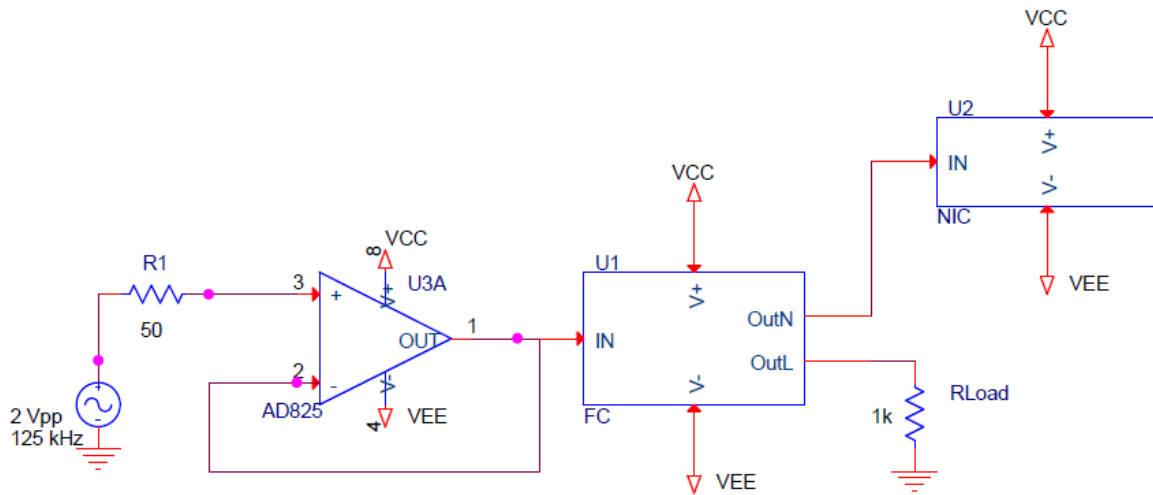 VCC
U2
IN
V+
V-
NIC
VEE
VCC
U1
V+
IN
OutN
OutL
V-
FC
VEE
RLoad
1k
8
VCC
U3A
3
+
V+
OUT
1
2
-
V-
AD825
4
VEE
R1
50
+
-
2 Vpp
125 kHz